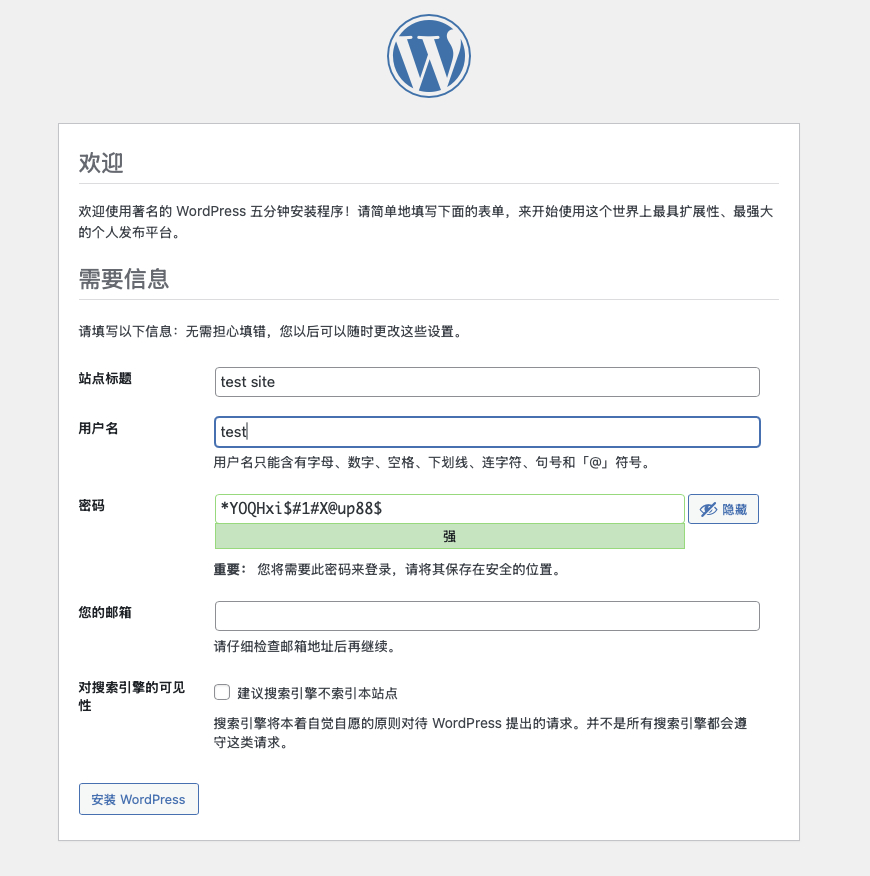 欢迎
欢迎使用著名的 WordPress 五分钟安装程序！请简单地填写下面的表单，来开始使用这个世界上最具扩展性、最强大
的个人发布平台。
需要信息
请填写以下信息：无需担心填错，您以后可以随时更改这些设置。
站点标题
test site
用户名
test
用户名只能含有字母、数字、空格、下划线、连字符、句号和「@」符号。
密码
*YOQHxi$#1#X@up88$
隐藏
强
重要： 您将需要此密码来登录，请将其保存在安全的位置。
您的邮箱
请仔细检查邮箱地址后再继续。
对搜索引擎的可见
性
建议搜索引擎不索引本站点
搜索引擎将本着自觉自愿的原则对待 WordPress 提出的请求。并不是所有搜索引擎都会遵
守这类请求。
安装 WordPress